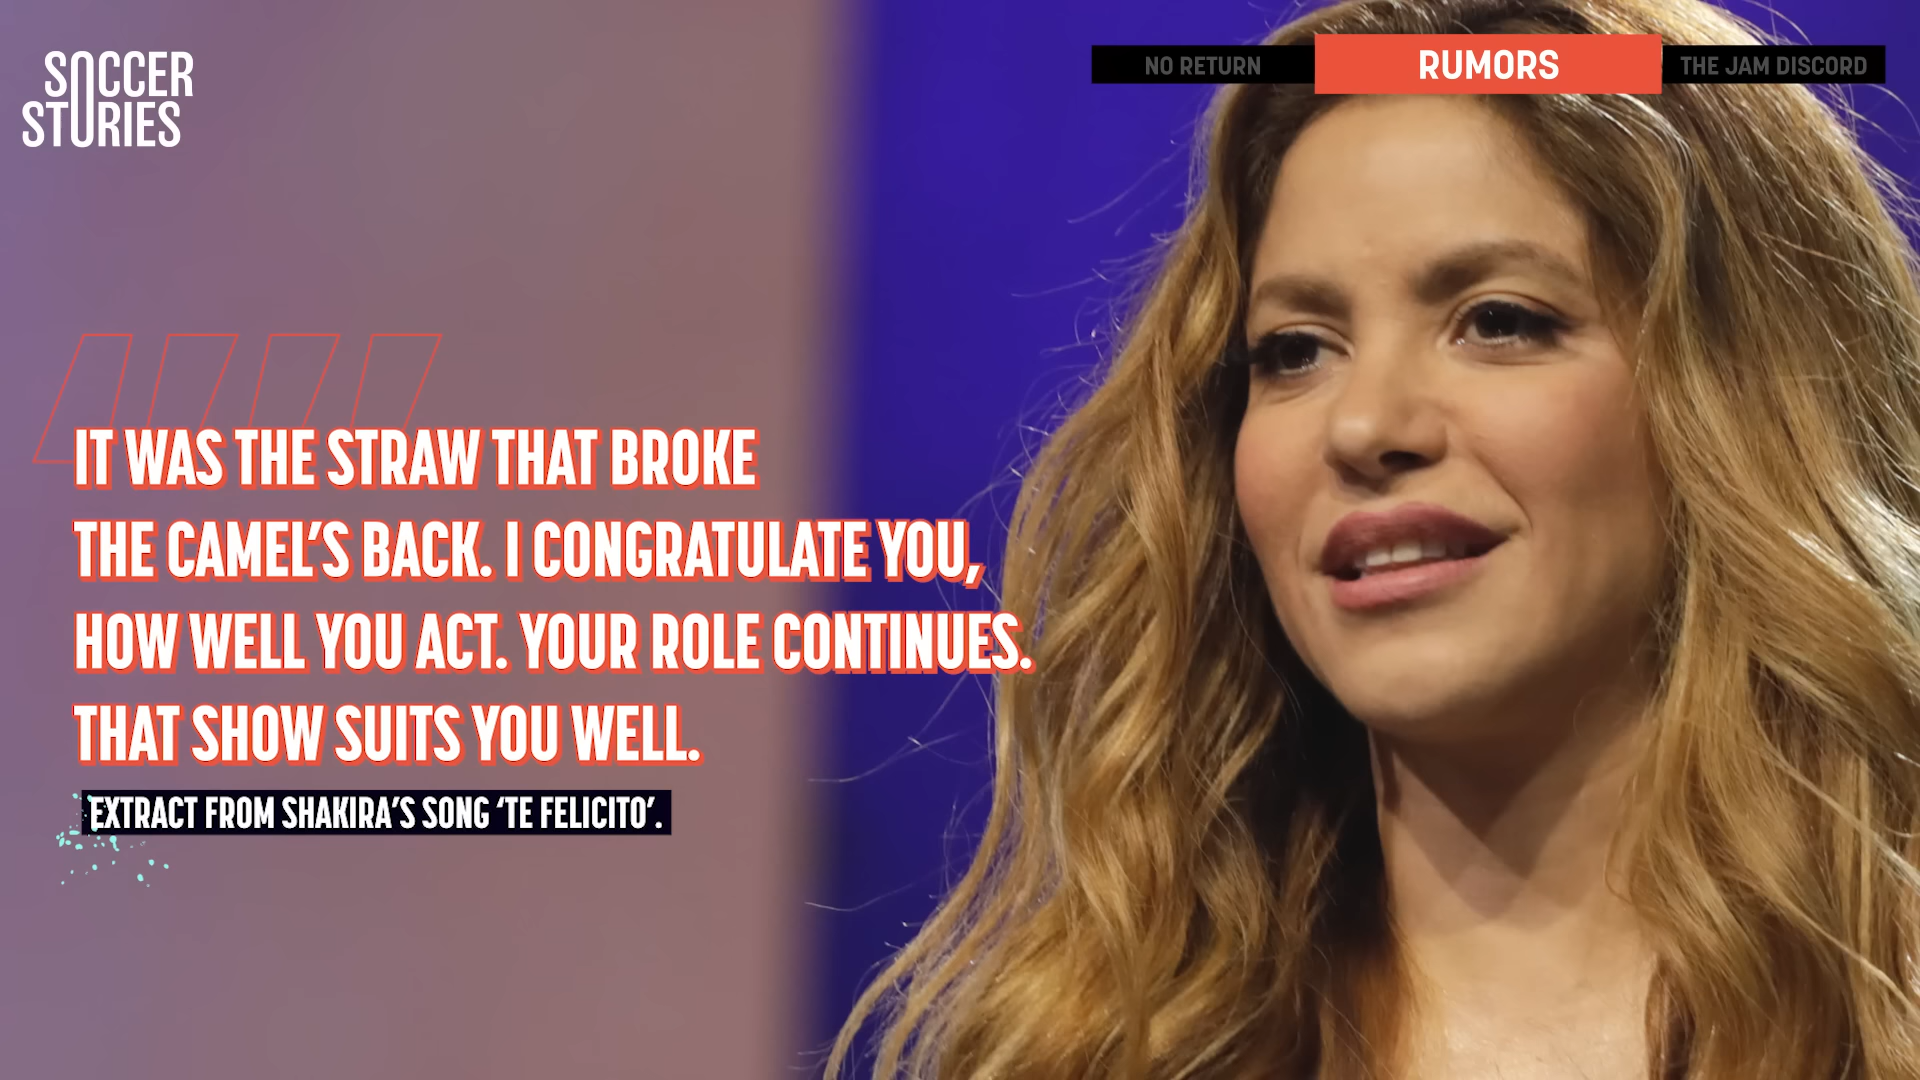 SOCCER
STORIES
NO RETURN
RUMORS
THE JAM DISCORD
IT WAS THE STRAW THAT BROKE
THE CAMEL’S BACK. I CONGRATULATE YOU,
HOW WELL YOU ACT. YOUR ROLE CONTINUES.
THAT SHOW SUITS YOU WELL.
EXTRACT FROM SHAKIRA’S SONG ‘TE FELICITO’.